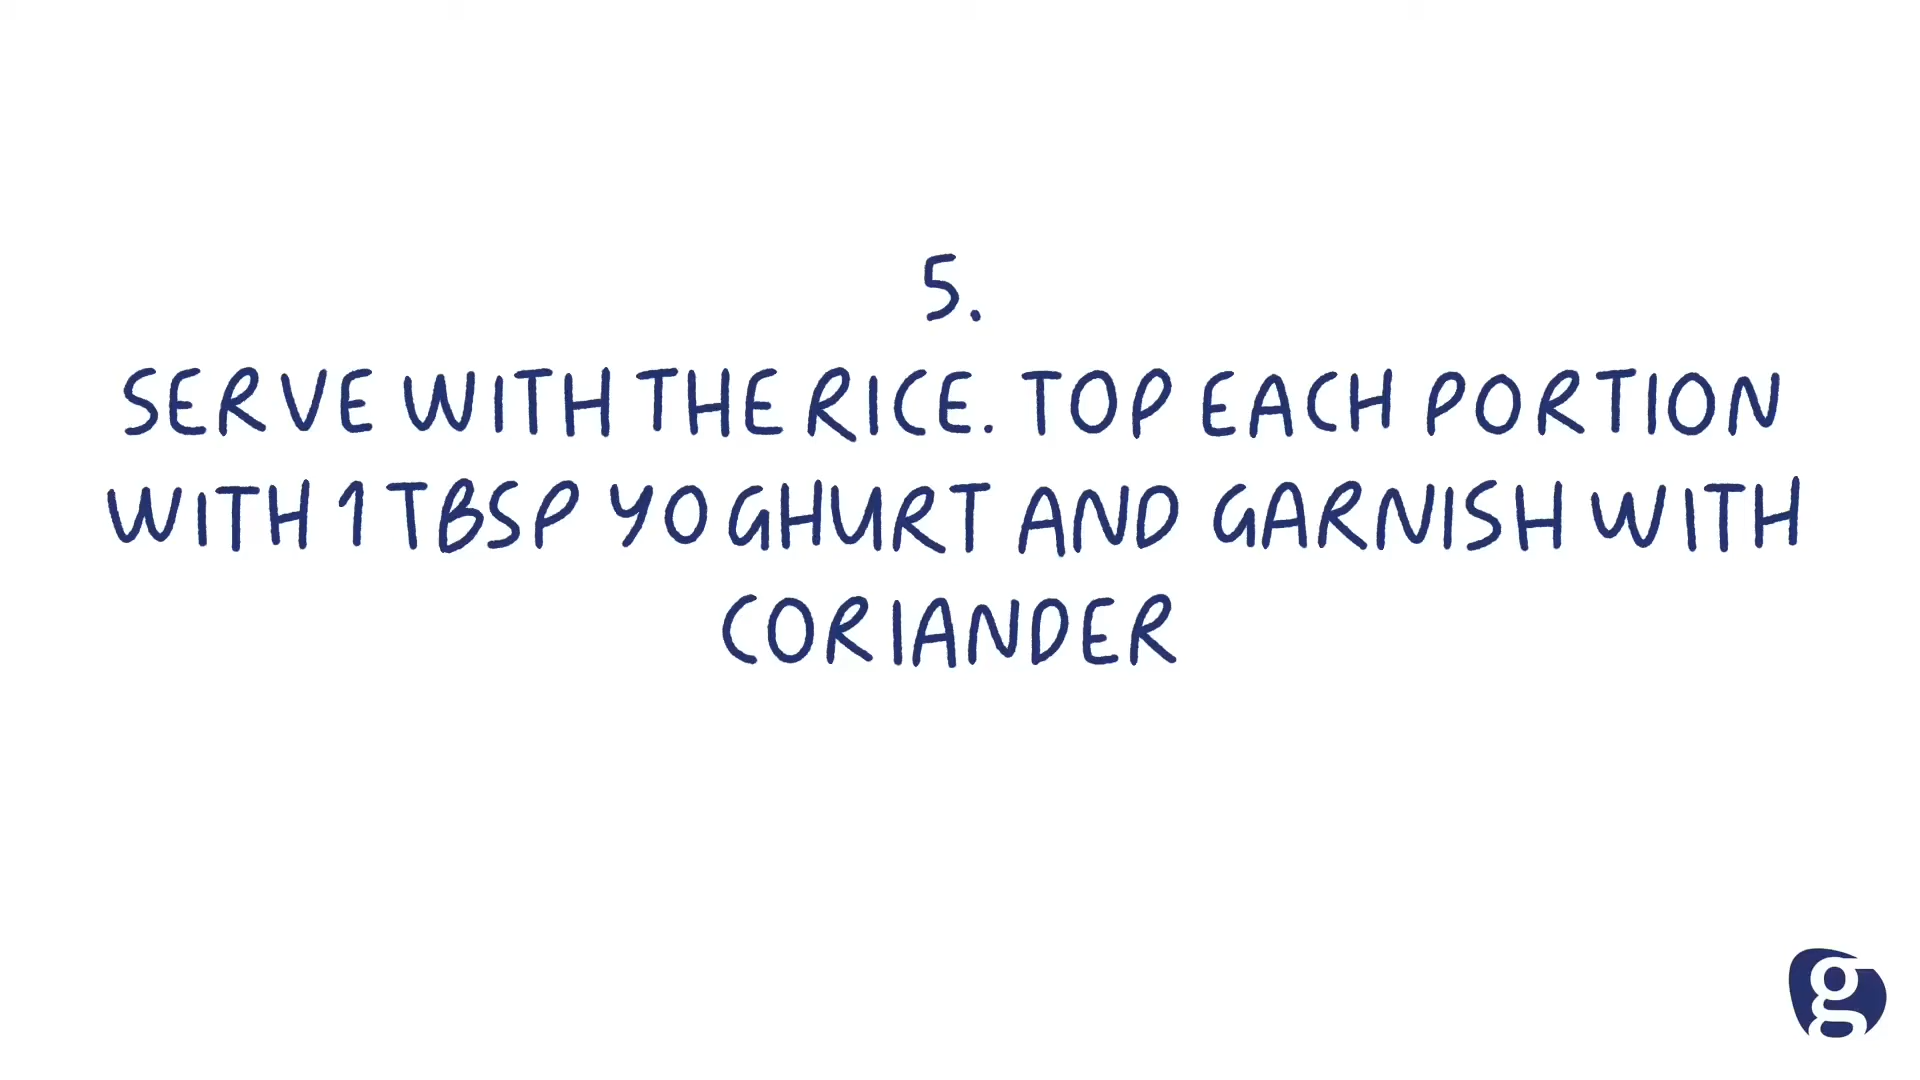 5.
SERVE WITH THE RICE. TOP EACH PORTION
WITH 1 TBSP YOGHURT AND GARNISH WITH
CORIANDER
g